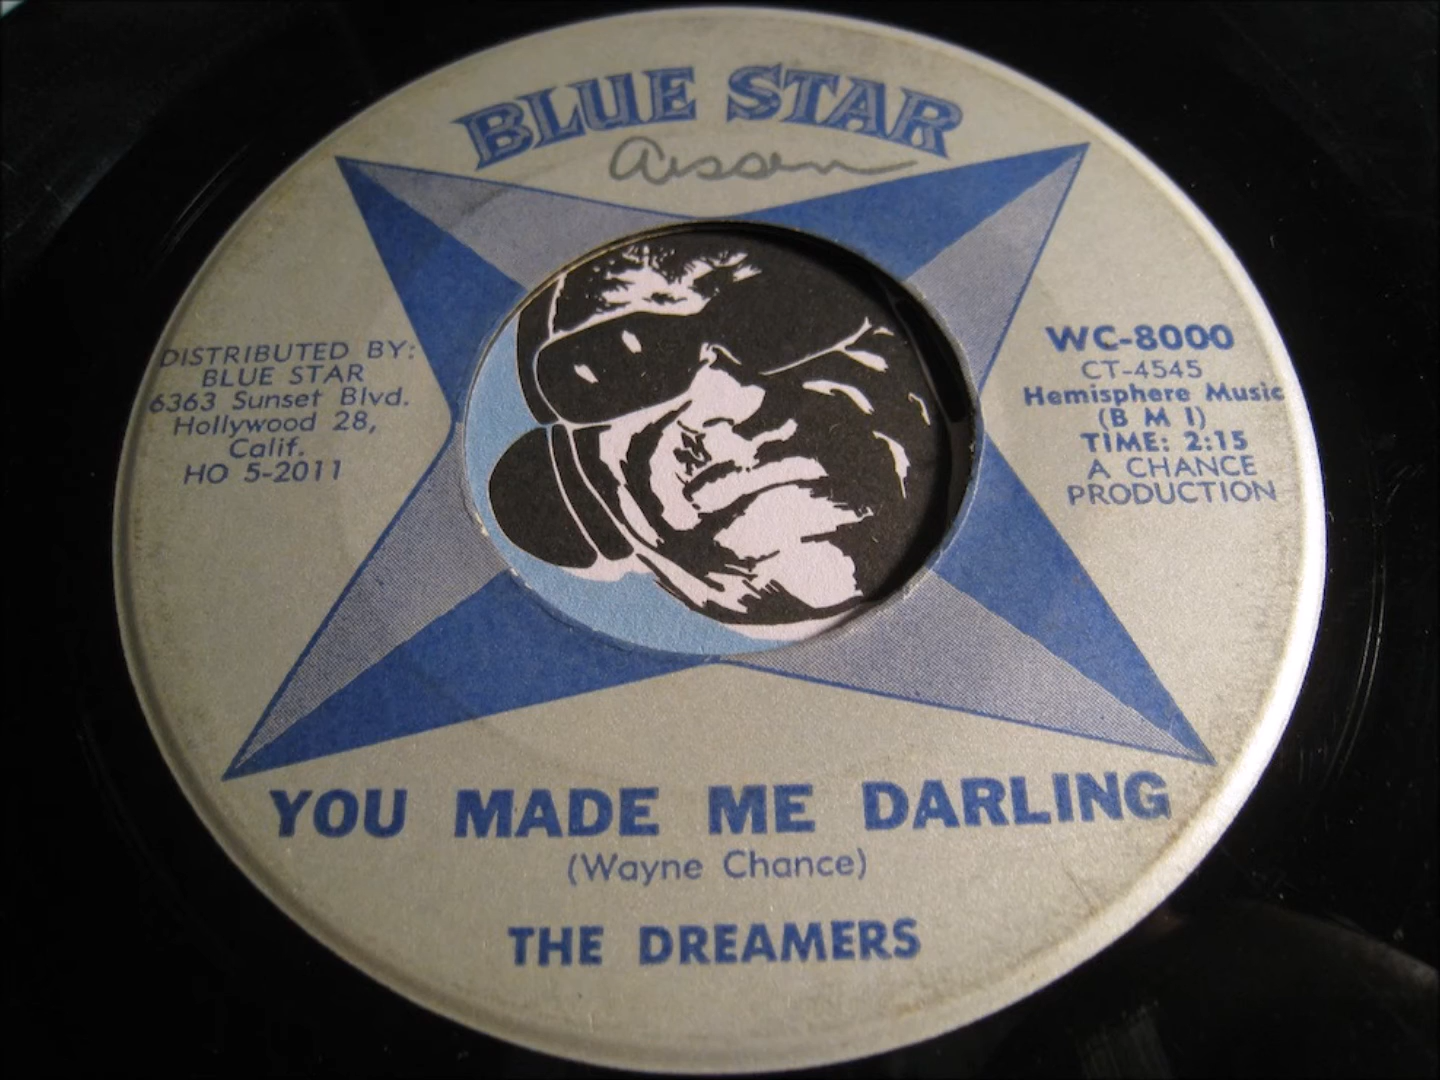 BLUE STAR
DISTRIBUTED BY:
BLUE STAR
6363 Sunset Blvd.
Hollywood 28,
Calif.
HO 5-2011
WC-8000
CT-4545
Hemisphere Music
(B M I)
TIME: 2:15
A CHANCE
PRODUCTION
YOU MADE ME DARLING
(Wayne Chance)
THE DREAMERS